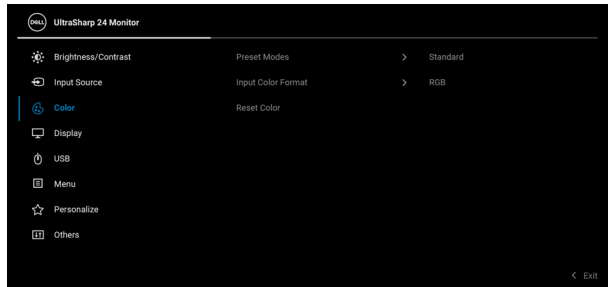 DELL UltraSharp 24 Monitor
Brightness/Contrast Preset Modes > Standard
Input Source Input Color Format > RGB
Color Reset Color
Display
USB
Menu
Personalize
Others
< Exit